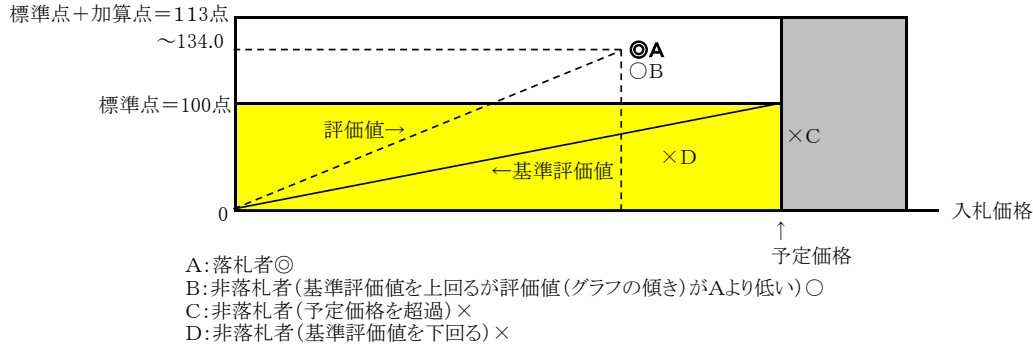 標準点+加算点=113点
~134.0
◎A
○B
標準点=100点
評価値→
×C
×D
←基準評価値
0
入札価格
↑
予定価格
A:落札者◎
B:非落札者(基準評価値を上回るが評価値(グラフの傾き)がAより低い)○
C:非落札者(予定価格を超過)×
D:非落札者(基準評価値を下回る)×